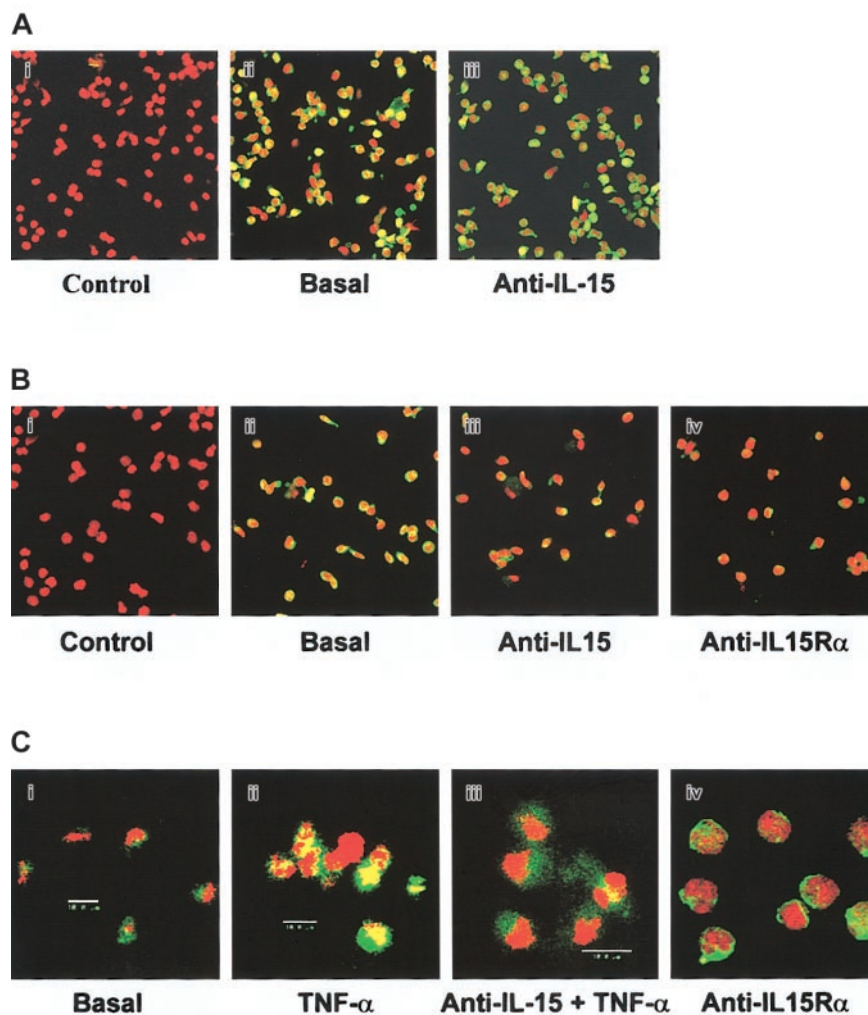 A
i ii iii
Control Basal Anti-IL-15
B
i ii iii iv
Control Basal Anti-IL15 Anti-IL15Rα
C
i ii iii iv
Basal TNF-α Anti-IL-15 + TNF-α Anti-IL15Rα